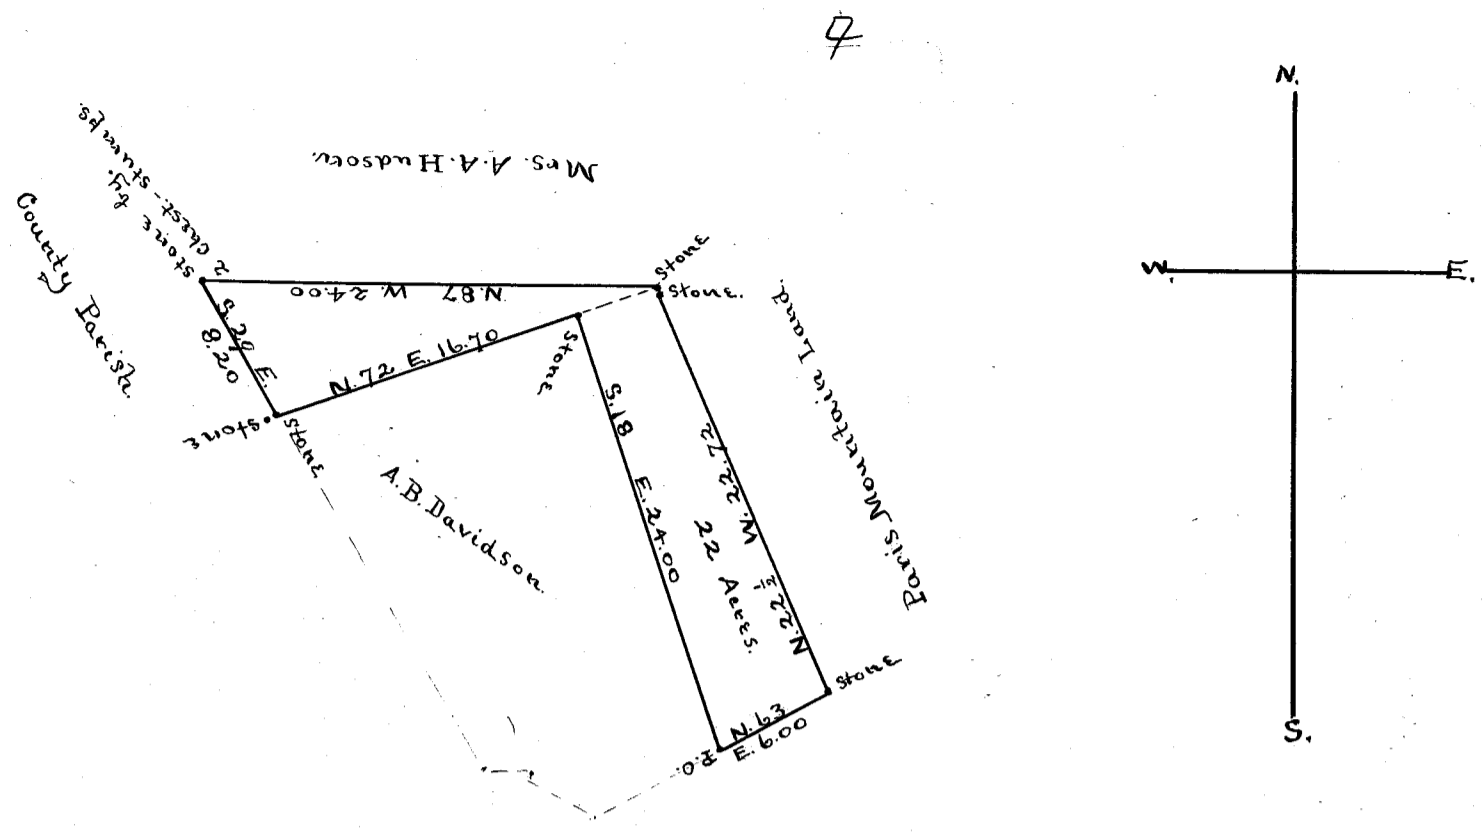 4
N.
W.
E.
S.
Mrs. A.A. Hudson.
2 Chest-stumps.
stone by.
County Parish.
N.87 W. 24.00
stone
stone.
S.29 E.
8.20
N.72 E. 16.70
stone
stone
stone
A.B. Davidson.
S.18 E. 24.00
22 Acres.
N.22½ W. 22.72
Paris Mountain Land.
stone
N.63
E. 6.00
P.O.